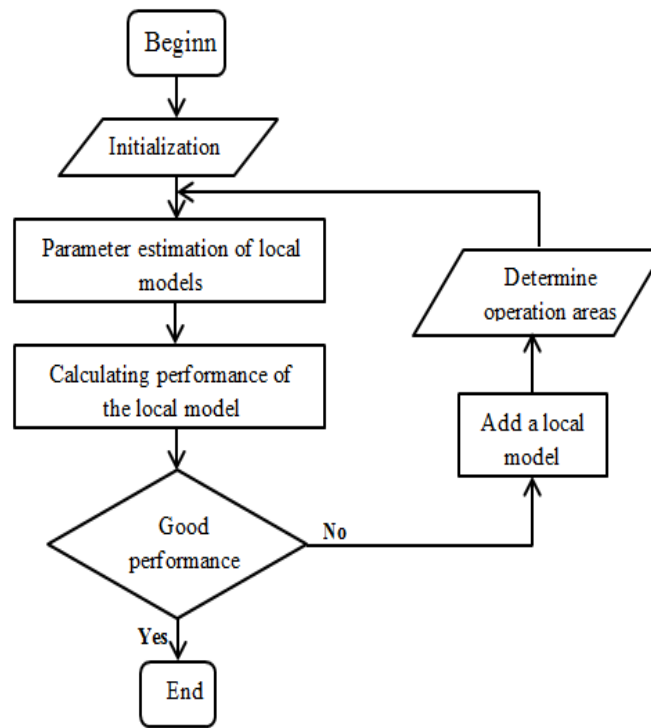 Beginn
Initialization
Parameter estimation of local
models
Calculating performance of
the local model
Good
performance
No
Yes
End
Add a local
model
Determine
operation areas